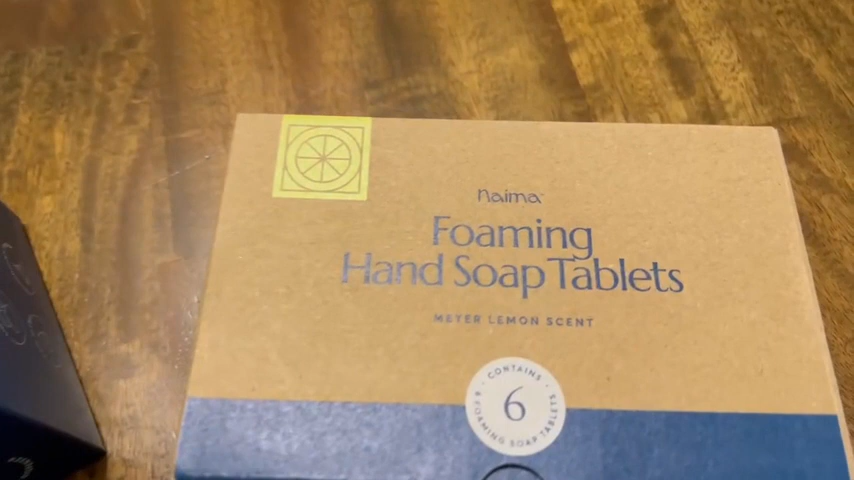 naima
Foaming
Hand Soap Tablets
MEYER LEMON SCENT
CONTAINS
6
FOAMING SOAP TABLETS